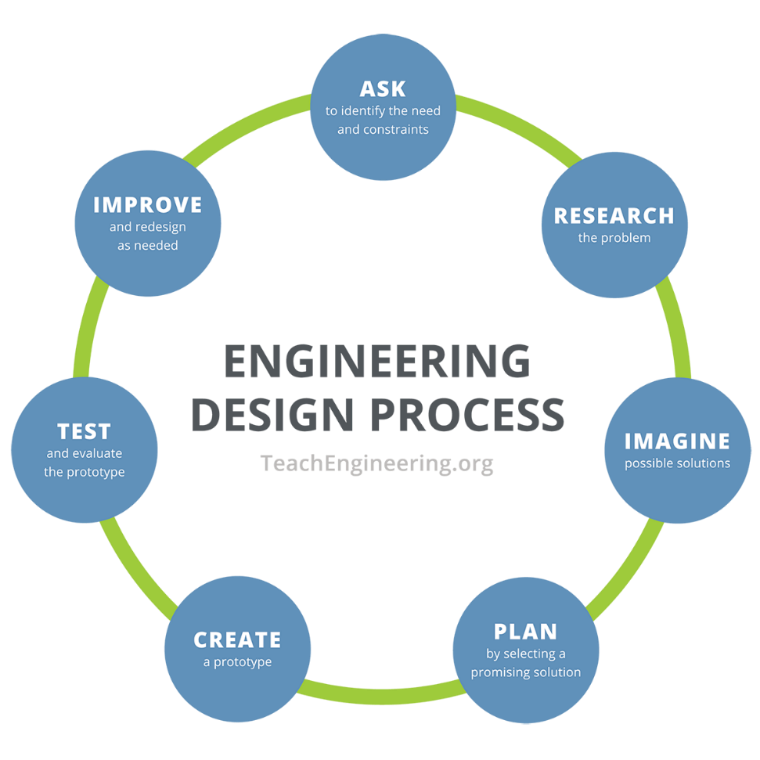 ASK
to identify the need
and constraints
RESEARCH
the problem
IMAGINE
possible solutions
PLAN
by selecting a
promising solution
CREATE
a prototype
TEST
and evaluate
the prototype
IMPROVE
and redesign
as needed
ENGINEERING
DESIGN PROCESS
TeachEngineering.org